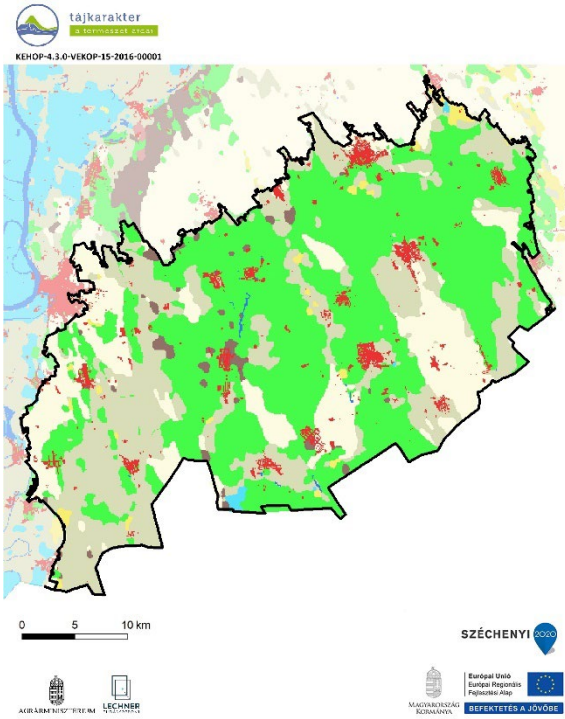 tájkarakter
a természet arcai
KEHOP-4.3.0-VEKOP-15-2016-00001
0 5 10 km
SZÉCHENYI 2020
AGRÁRMINISZTÉRIUM
LECHNER
MAGYARORSZÁG
KORMÁNYA
Európai Unió
Európai Regionális
Fejlesztési Alap
BEFEKTETÉS A JÖVŐBE